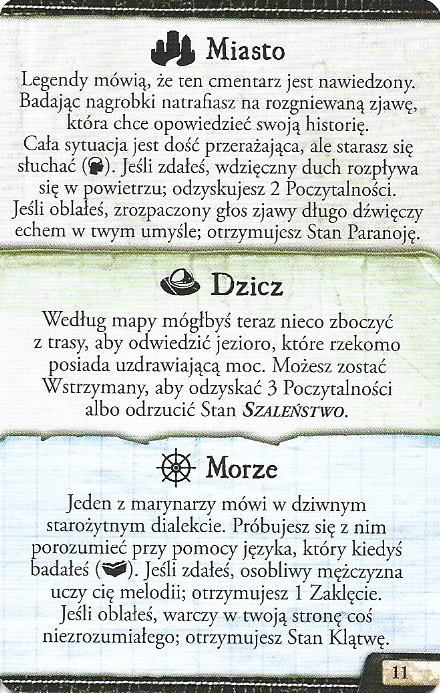 Miasto
Legendy mówią, że ten cmentarz jest nawiedzony.
Badając nagrobki natrafiasz na rozgniewaną zjawę,
która chce opowiedzieć swoją historię.
Cała sytuacja jest dość przerażająca, ale starasz się
słuchać (). Jeśli zdałeś, wdzięczny duch rozpływa
się w powietrzu; odzyskujesz 2 Poczytalności.
Jeśli oblałeś, zrozpaczony głos zjawy długo dźwięczy
echem w twym umyśle; otrzymujesz Stan Paranoję.
Dzicz
Według mapy mógłbyś teraz nieco zboczyć
z trasy, aby odwiedzić jezioro, które rzekomo
posiada uzdrawiającą moc. Możesz zostać
Wstrzymany, aby odzyskać 3 Poczytalności
albo odrzucić Stan SZALEŃSTWO.
Morze
Jeden z marynarzy mówi w dziwnym
starożytnym dialekcie. Próbujesz się z nim
porozumieć przy pomocy języka, który kiedyś
badałeś (). Jeśli zdałeś, osobliwy mężczyzna
uczy cię melodii; otrzymujesz 1 Zaklęcie.
Jeśli oblałeś, warczy w twoją stronę coś
niezrozumiałego; otrzymujesz Stan Klątwę.
11